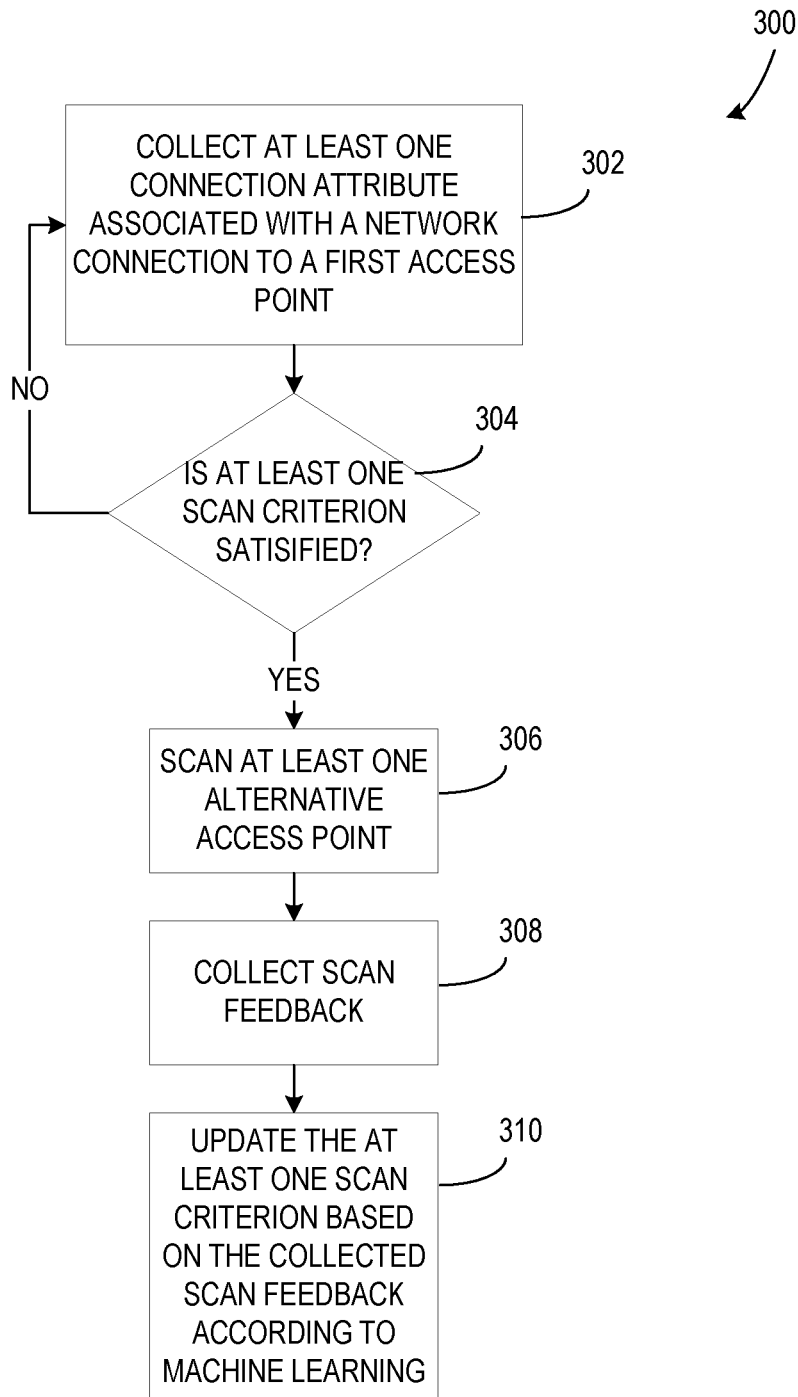 300
COLLECT AT LEAST ONE
CONNECTION ATTRIBUTE
ASSOCIATED WITH A NETWORK
CONNECTION TO A FIRST ACCESS
POINT
302
NO
304
IS AT LEAST ONE
SCAN CRITERION
SATISIFIED?
YES
306
SCAN AT LEAST ONE
ALTERNATIVE
ACCESS POINT
308
COLLECT SCAN
FEEDBACK
310
UPDATE THE AT
LEAST ONE SCAN
CRITERION BASED
ON THE COLLECTED
SCAN FEEDBACK
ACCORDING TO
MACHINE LEARNING